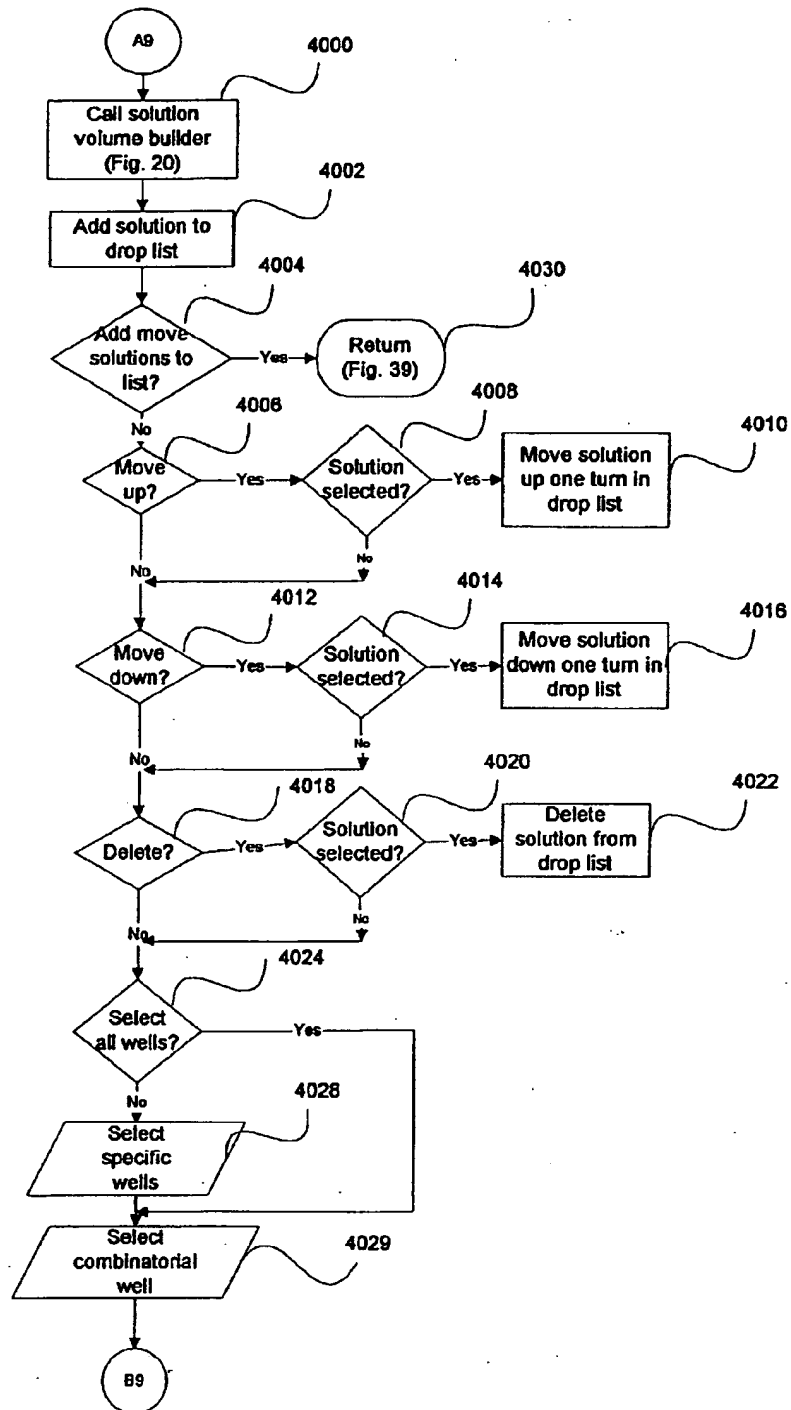 A9
4000
Call solution
volume builder
(Fig. 20)
4002
Add solution to
drop list
4004
Add move
solutions to
list?
Yes
4030
Return
(Fig. 39)
No
4006
Move
up?
Yes
4008
Solution
selected?
Yes
4010
Move solution
up one turn in
drop list
No
No
4012
Move
down?
Yes
4014
Solution
selected?
Yes
4016
Move solution
down one turn in
drop list
No
No
4018
Delete?
Yes
4020
Solution
selected?
Yes
4022
Delete
solution from
drop list
No
No
4024
Select
all wells?
Yes
No
4028
Select
specific
wells
4029
Select
combinatorial
well
B9